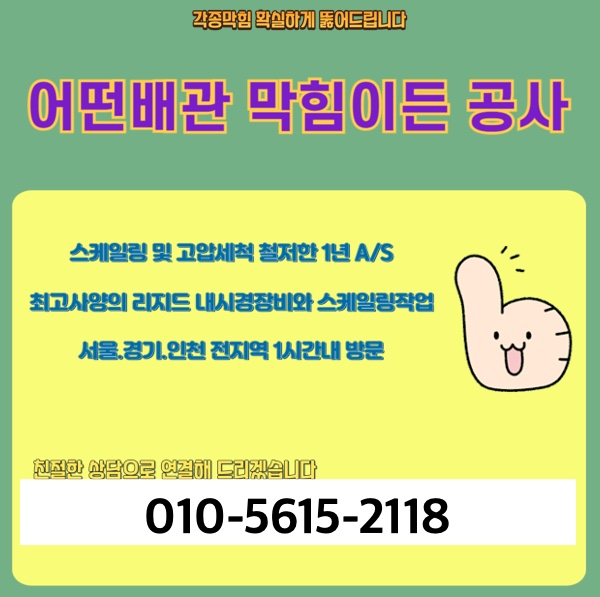 각종막힘 확실하게 뚫어드립니다
어떤배관 막힘이든 공사
스케일링 및 고압세척 철저한 1년 A/S
최고사양의 리지드 내시경장비와 스케일링작업
서울.경기.인천 전지역 1시간내 방문
친절한 상담으로 연결해 드리겠습니다
010-5615-2118